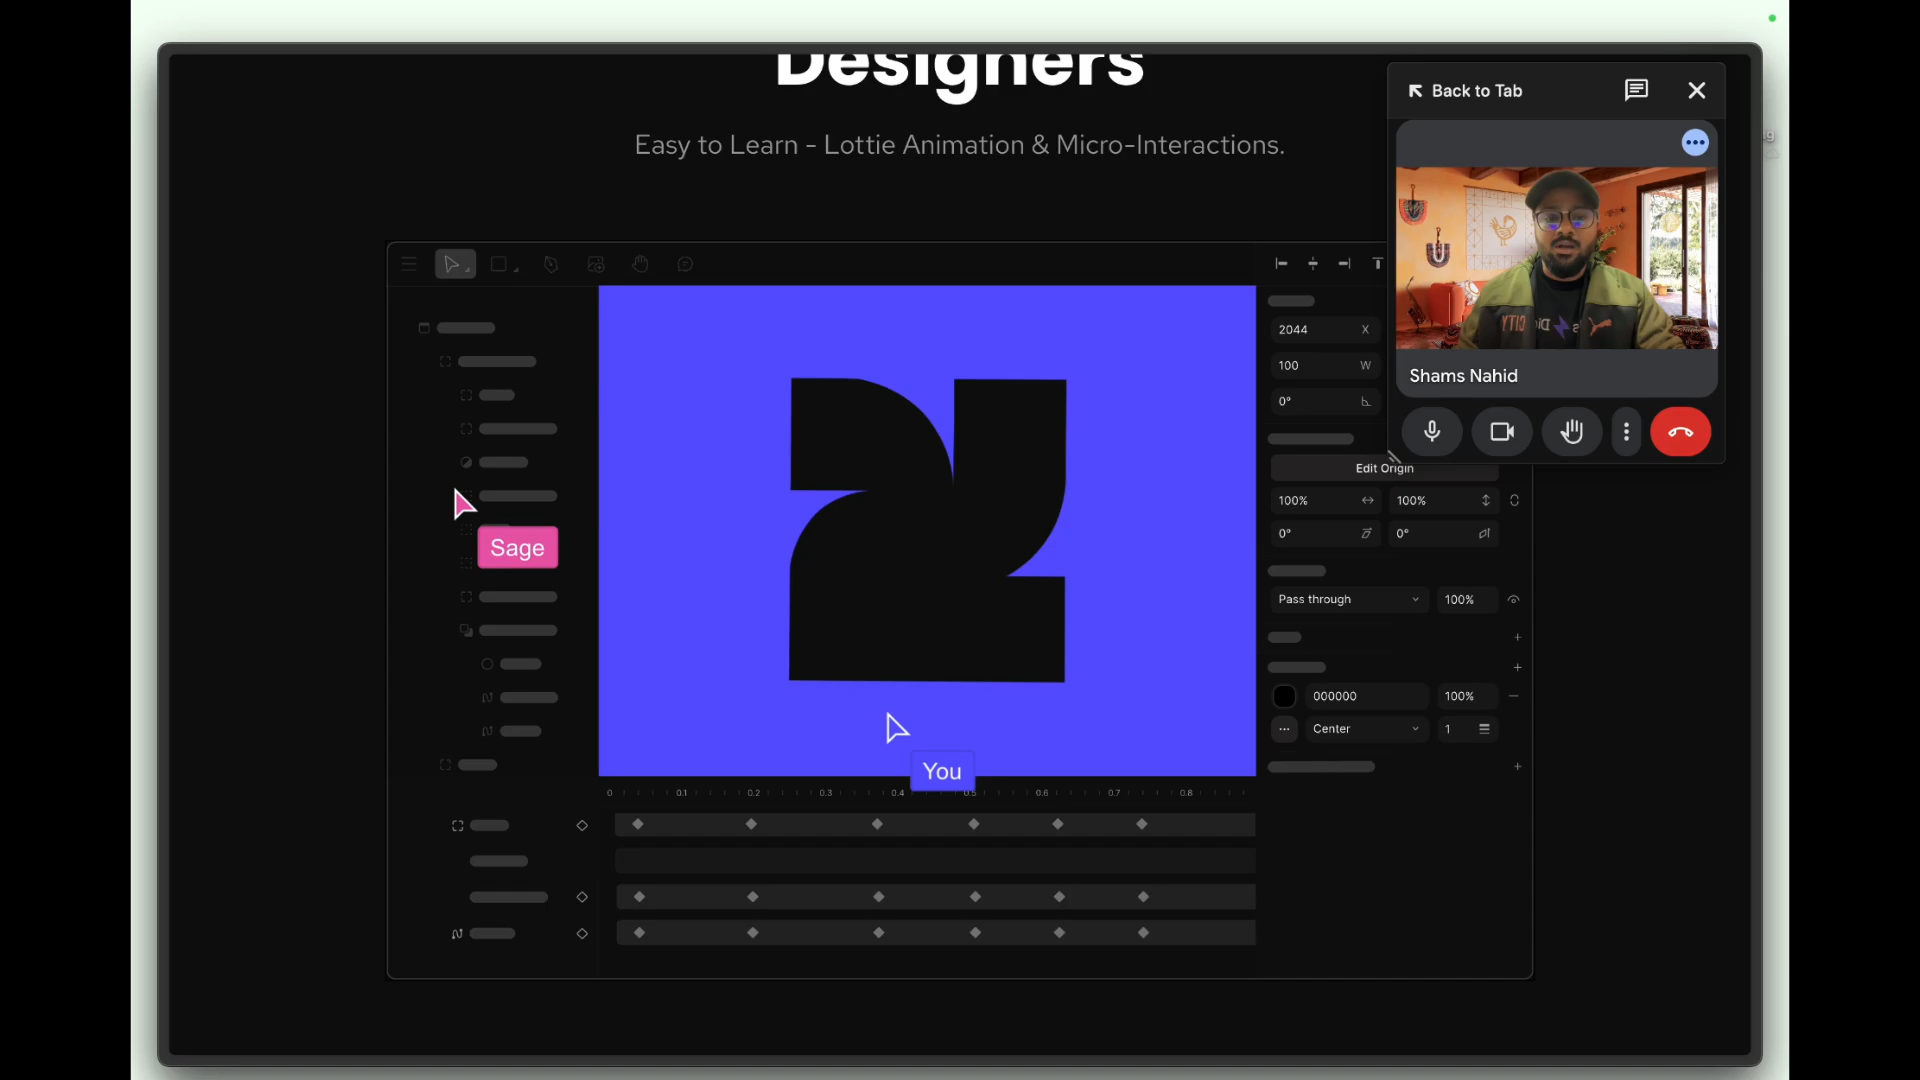 Designers
Easy to Learn - Lottie Animation & Micro-Interactions.
Back to Tab
Shams Nahid
2044 X
100 W
0°
Edit Origin
100% 100%
0° 0°
Pass through 100%
000000 100%
Center 1
Sage
You
0 0.1 0.2 0.3 0.4 0.5 0.6 0.7 0.8